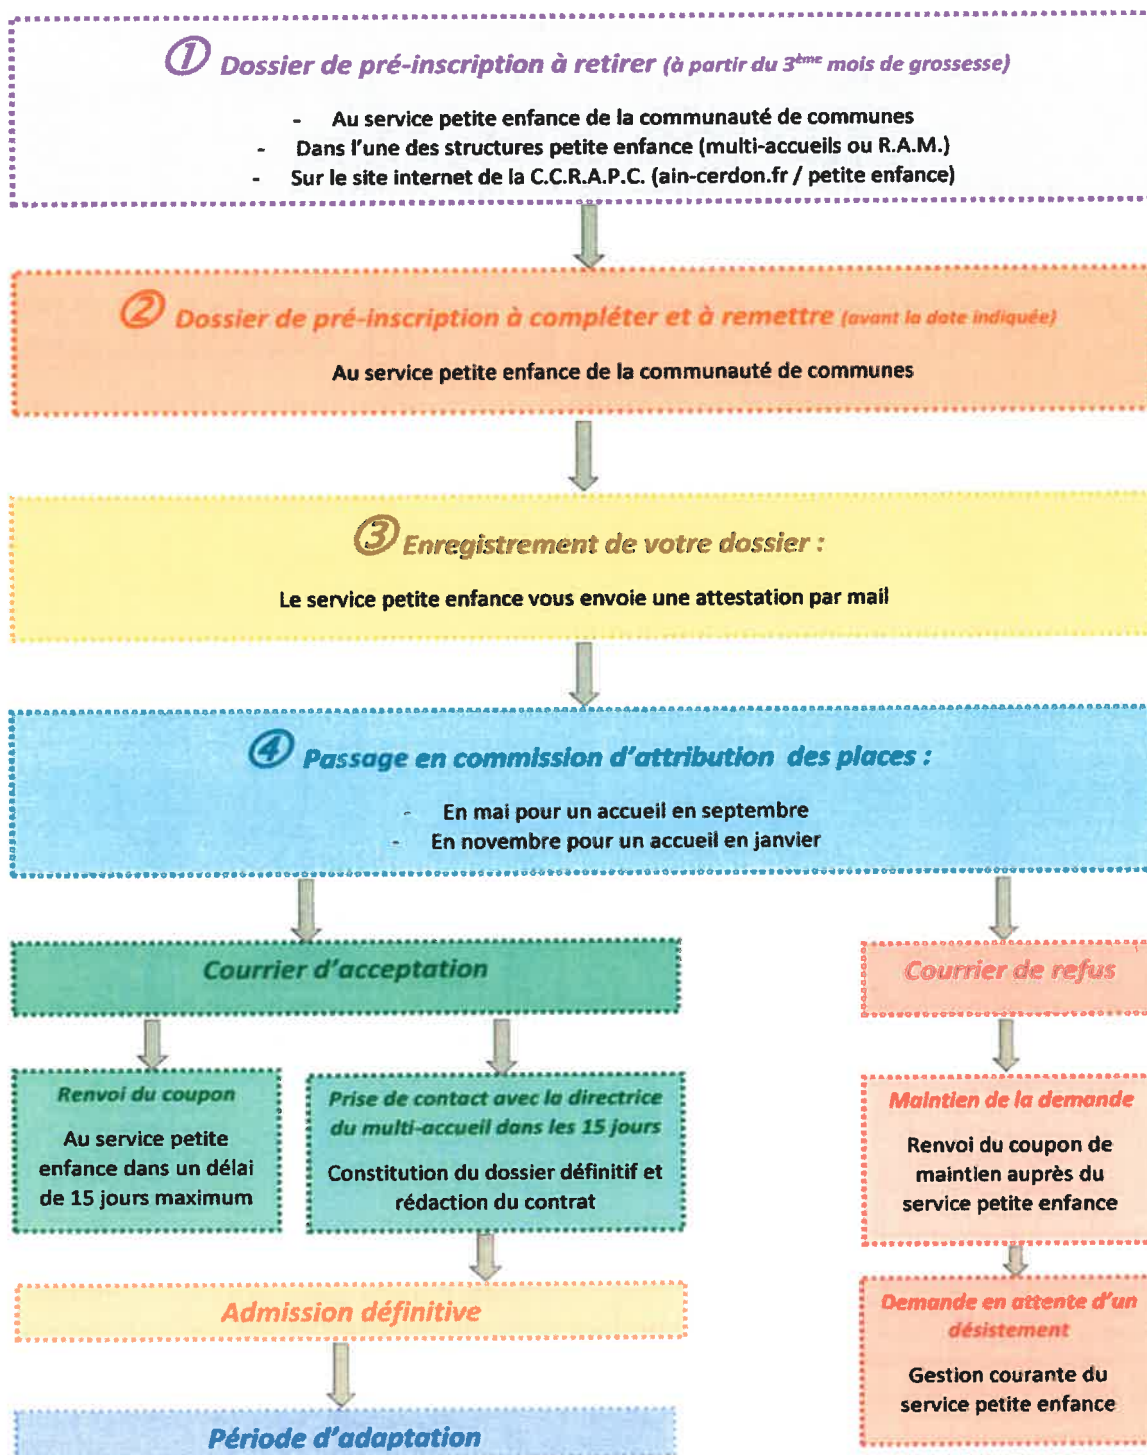 ① Dossier de pré-inscription à retirer (à partir du 3ème mois de grossesse)
- Au service petite enfance de la communauté de communes
- Dans l'une des structures petite enfance (multi-accueils ou R.A.M.)
- Sur le site internet de la C.C.R.A.P.C. (ain-cerdon.fr / petite enfance)
② Dossier de pré-inscription à compléter et à remettre (avant la date indiquée)
Au service petite enfance de la communauté de communes
③ Enregistrement de votre dossier :
Le service petite enfance vous envoie une attestation par mail
④ Passage en commission d'attribution des places :
- En mai pour un accueil en septembre
- En novembre pour un accueil en janvier
Courrier d'acceptation
Renvoi du coupon
Au service petite
enfance dans un délai
de 15 jours maximum
Prise de contact avec la directrice
du multi-accueil dans les 15 jours
Constitution du dossier définitif et
rédaction du contrat
Admission définitive
Période d'adaptation
Courrier de refus
Maintien de la demande
Renvoi du coupon de
maintien auprès du
service petite enfance
Demande en attente d'un
désistement
Gestion courante du
service petite enfance